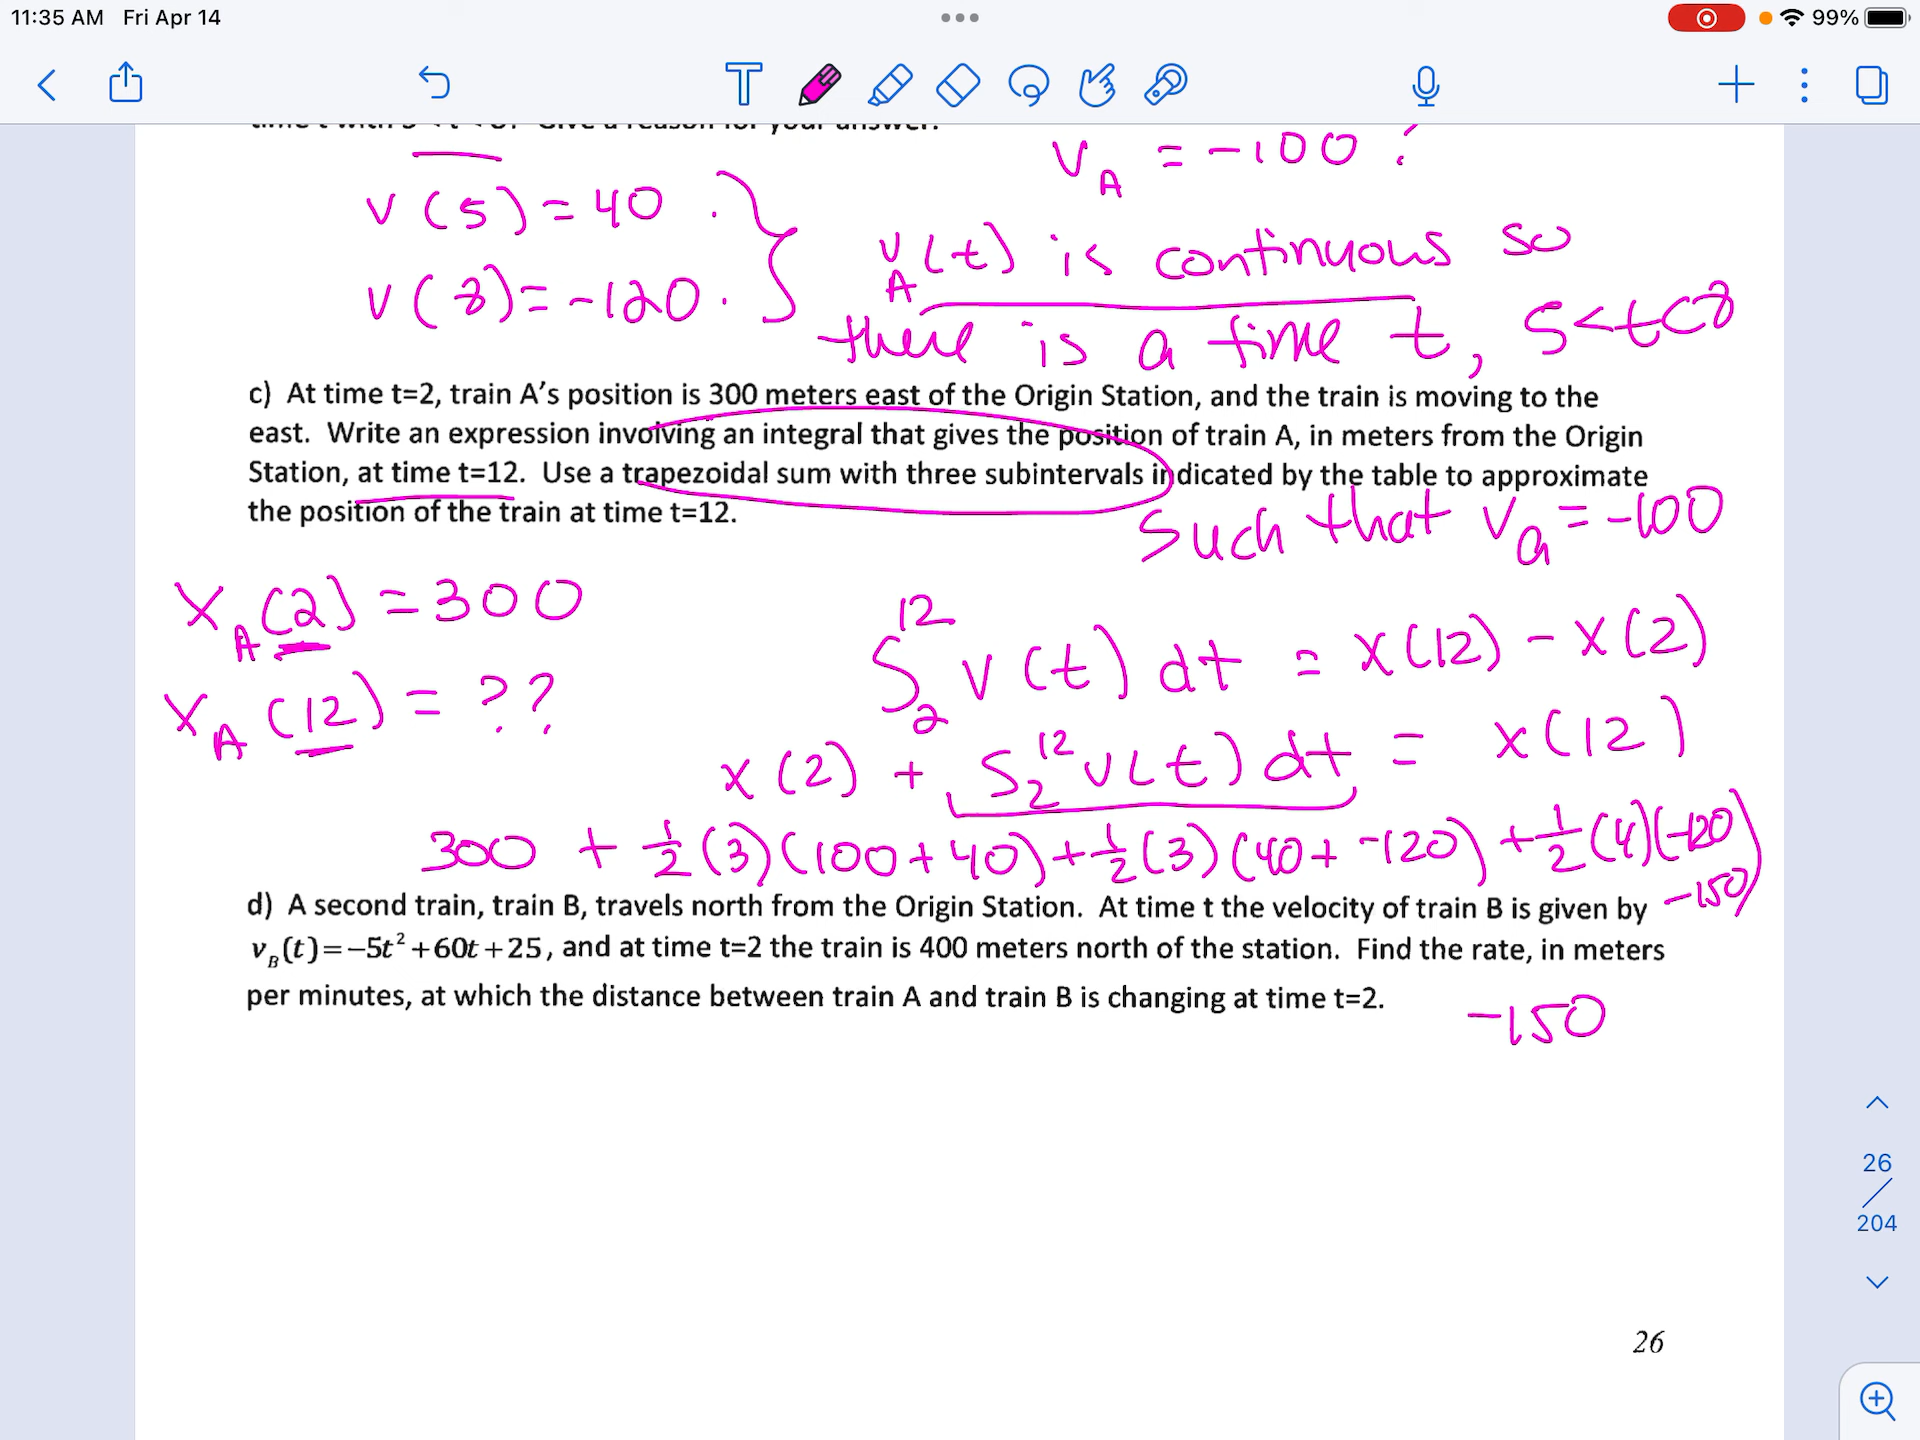 11:35 AM Fri Apr 14
99%
T
v(5)=40
v(8)=-120
V_A = -100 ?
v_A(t) is continuous so
there is a time t, 5<t<8
c) At time t=2, train A’s position is 300 meters east of the Origin Station, and the train is moving to the
east. Write an expression involving an integral that gives the position of train A, in meters from the Origin
Station, at time t=12. Use a trapezoidal sum with three subintervals indicated by the table to approximate
the position of the train at time t=12.
such that v_a=-100
X_A(2)=300
X_A(12)=??
∫_2^12 v(t) dt = x(12) - x(2)
x(2) + ∫_2^12 v(t) dt = x(12)
300 + 1/2(3)(100+40)+1/2(3)(40+-120)+1/2(4)(-120
-150)
d) A second train, train B, travels north from the Origin Station. At time t the velocity of train B is given by
v_B(t)=−5t²+60t+25, and at time t=2 the train is 400 meters north of the station. Find the rate, in meters
per minutes, at which the distance between train A and train B is changing at time t=2.
-150
26
/
204
26